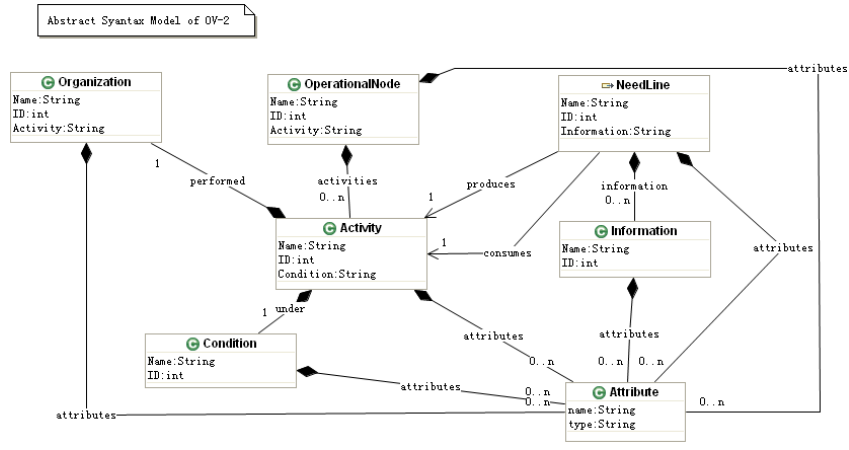 Abstract Syantax Model of OV-2
Organization
Name:String
ID:int
Activity:String
OperationalNode
Name:String
ID:int
Activity:String
NeedLine
Name:String
ID:int
Information:String
attributes
1
performed
activities
0..n
produces
1
information
0..n
Activity
Name:String
ID:int
Condition:String
1
consumes
Information
Name:String
ID:int
attributes
1
under
Condition
Name:String
ID:int
attributes
0..n
attributes
0..n
0..n
attributes
0..n
0..n
0..n
attributes
Attribute
name:String
type:String